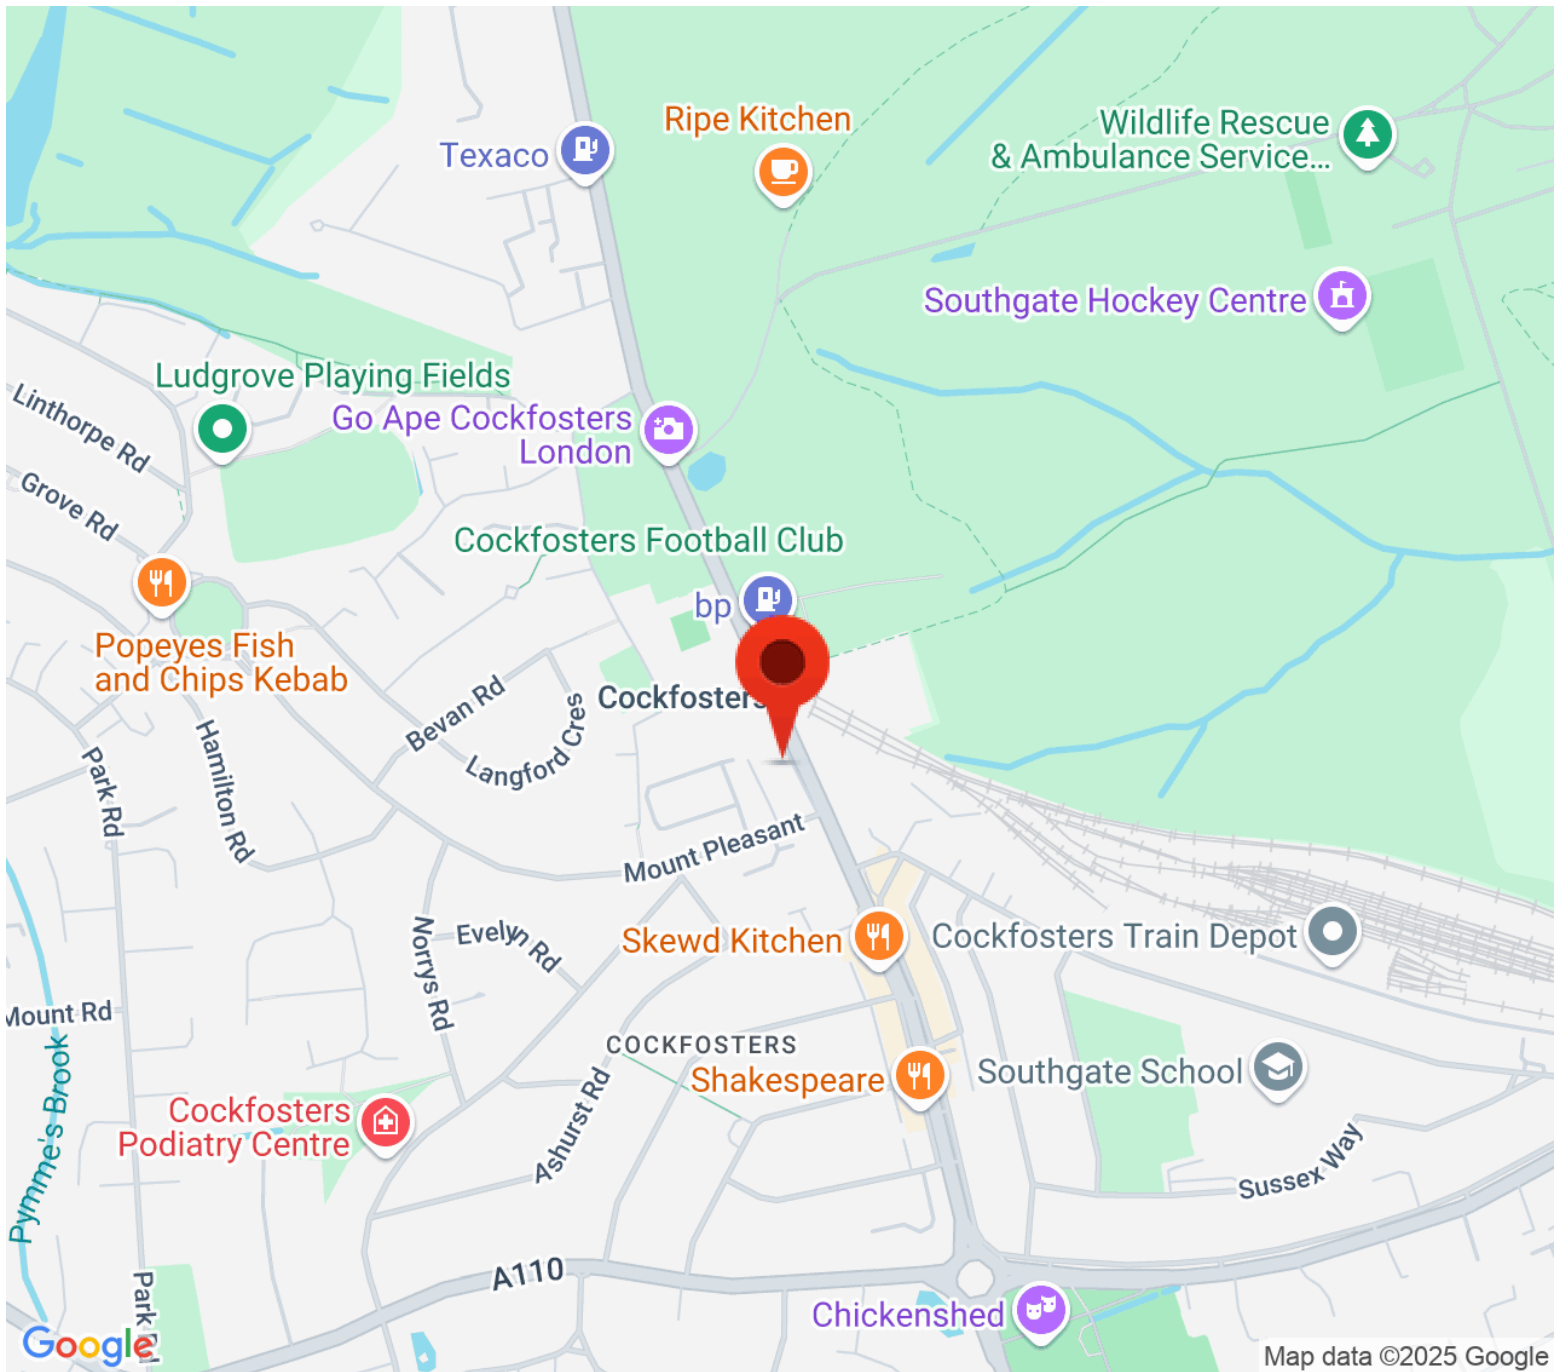 Ripe Kitchen
Wildlife Rescue
& Ambulance Service...
Texaco
Southgate Hockey Centre
Ludgrove Playing Fields
Linthorpe Rd
Go Ape Cockfosters
London
Grove Rd
Cockfosters Football Club
bp
Popeyes Fish
and Chips Kebab
Cockfosters
Bevan Rd
Langford Cres
Hamilton Rd
Park Rd
Mount Pleasant
Norrys Rd
Evelyn Rd
Skewd Kitchen
Cockfosters Train Depot
Mount Rd
COCKFOSTERS
Shakespeare
Southgate School
Pymme's Brook
Cockfosters
Podiatry Centre
Ashurst Rd
Sussex Way
A110
Park Rd
Chickenshed
Google
Map data ©2025 Google